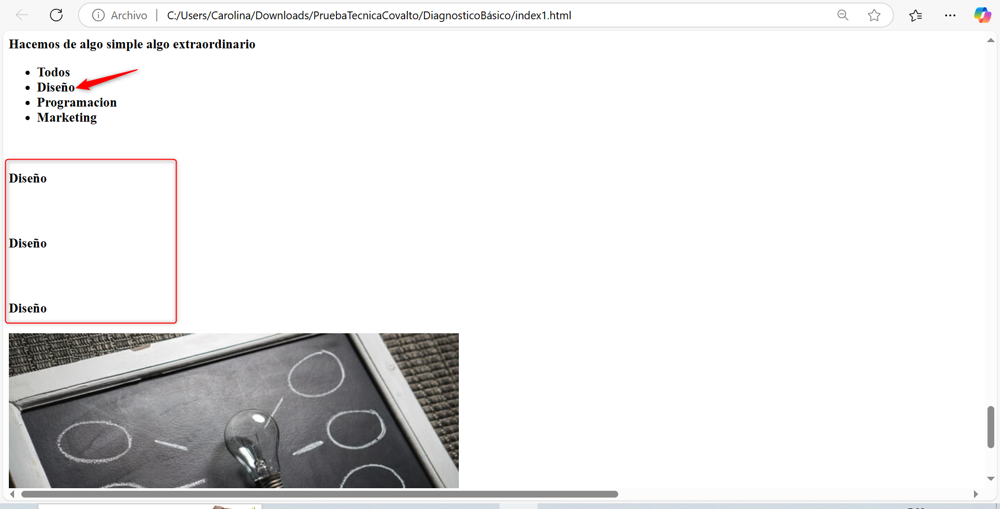 Archivo C:/Users/Carolina/Downloads/PruebaTecnicaCovalto/DiagnosticoBásico/index1.html
Hacemos de algo simple algo extraordinario
Todos
Diseño
Programacion
Marketing
Diseño
Diseño
Diseño